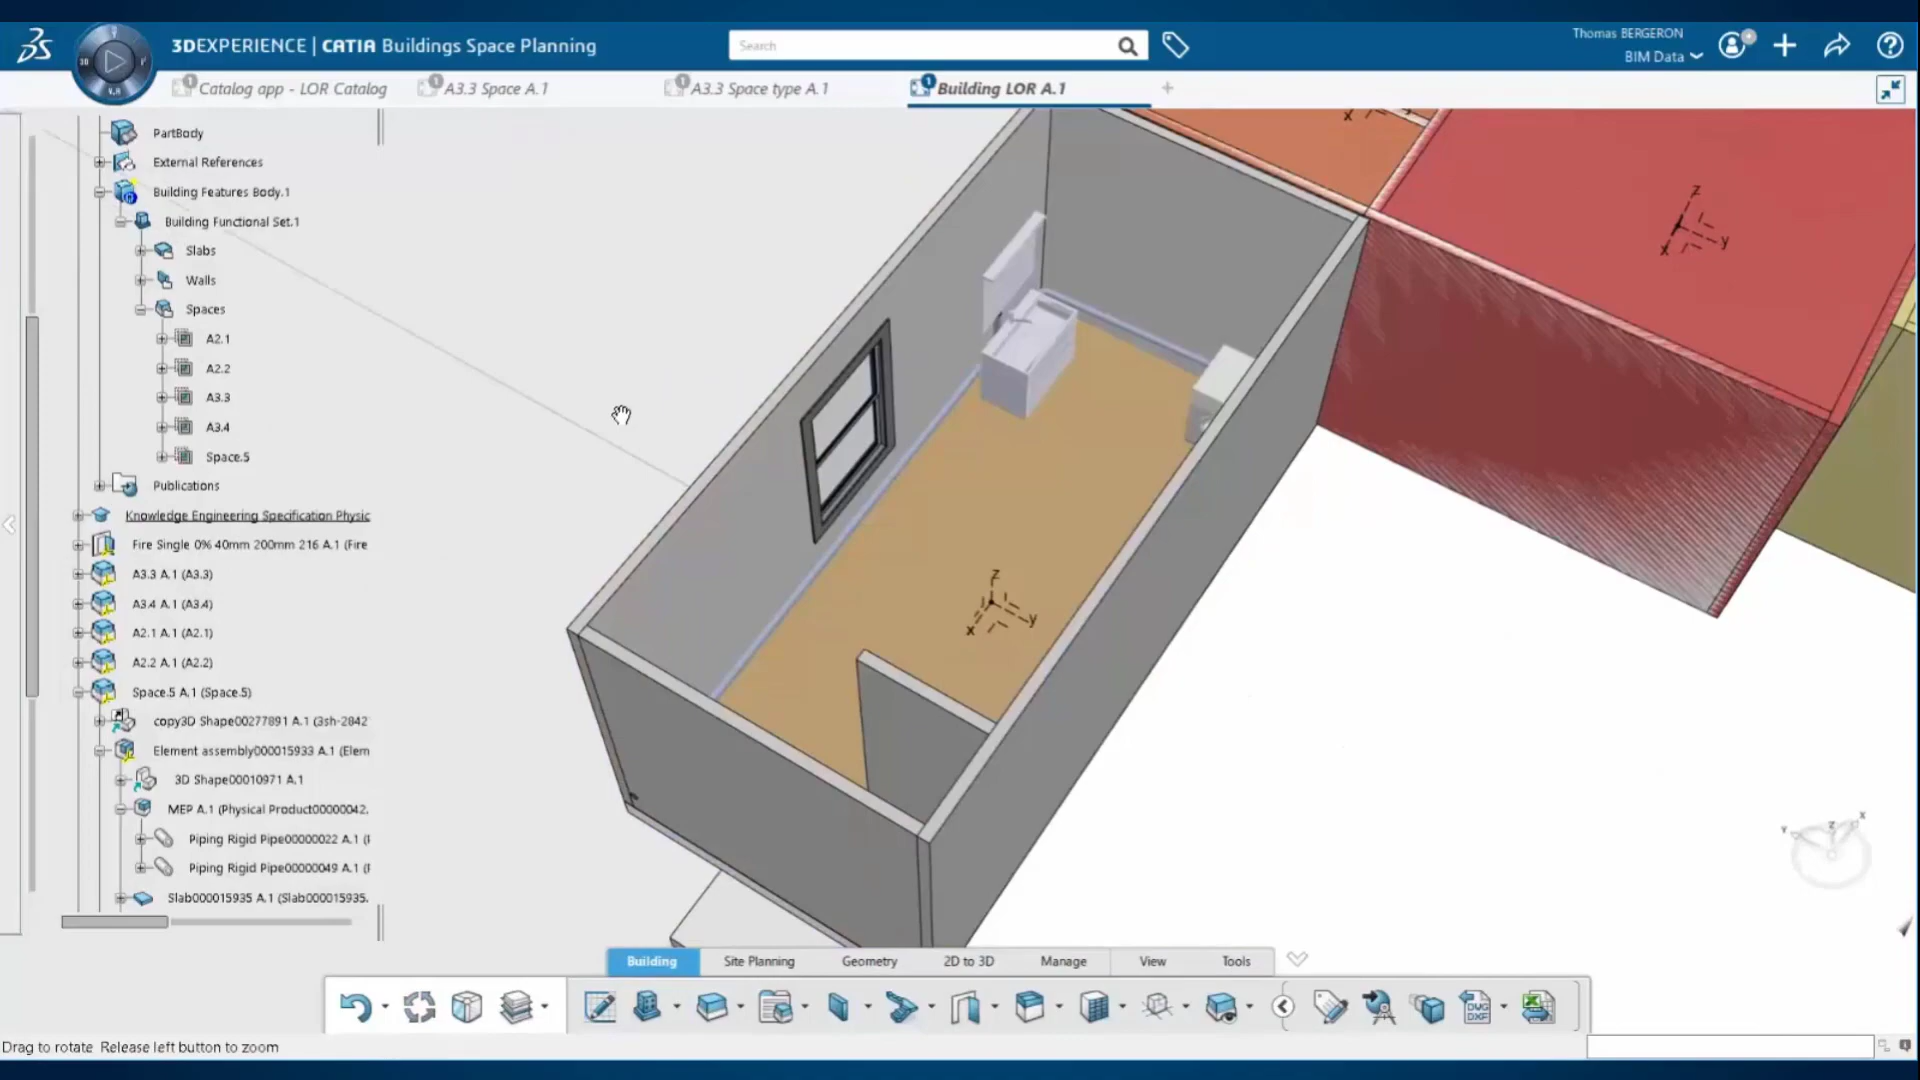 3DEXPERIENCE | CATIA Buildings Space Planning
Search
Thomas BERGERON
BIM Data
3D
V.R
Catalog app - LOR Catalog
A3.3 Space A.1
A3.3 Space type A.1
Building LOR A.1
PartBody
External References
Building Features Body.1
Building Functional Set.1
Slabs
Walls
Spaces
A2.1
A2.2
A3.3
A3.4
Space.5
Publications
Knowledge Engineering Specification Physic
Fire Single 0% 40mm 200mm 216 A.1 (Fire
A3.3 A.1 (A3.3)
A3.4 A.1 (A3.4)
A2.1 A.1 (A2.1)
A2.2 A.1 (A2.2)
Space.5 A.1 (Space.5)
copy3D Shape00277891 A.1 (3sh-2842
Element assembly000015933 A.1 (Elem
3D Shape00010971 A.1
MEP A.1 (Physical Product00000042.
Piping Rigid Pipe00000022 A.1 (
Piping Rigid Pipe00000049 A.1 (
Slab000015935 A.1 (Slab000015935.
x
z
y
x
z
y
x
Y
Z
X
Building
Site Planning
Geometry
2D to 3D
Manage
View
Tools
DWG
DXF
Drag to rotate Release left button to zoom